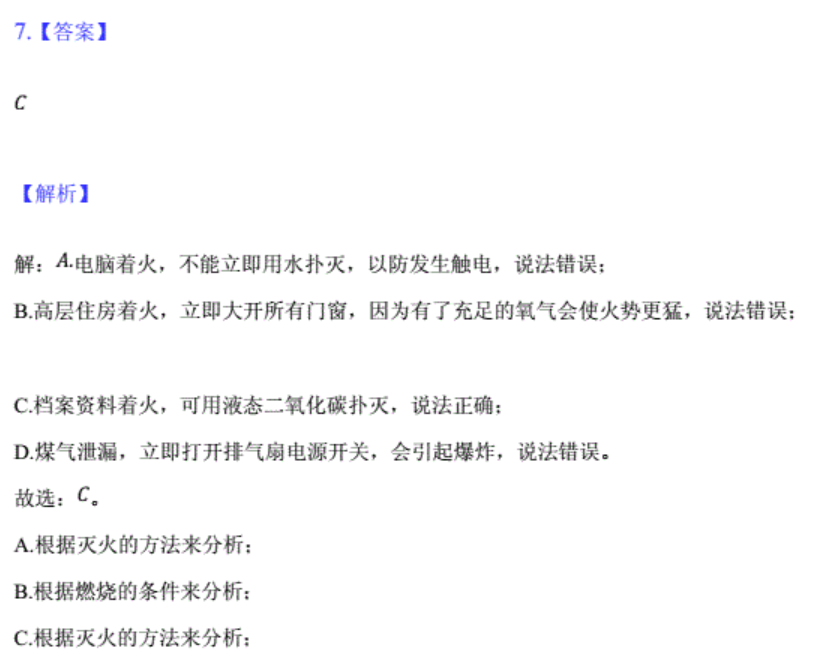 7.【答案】
C
【解析】
解：A.电脑着火，不能立即用水扑灭，以防发生触电，说法错误；
B.高层住房着火，立即大开所有门窗，因为有了充足的氧气会使火势更猛，说法错误；
C.档案资料着火，可用液态二氧化碳扑灭，说法正确；
D.煤气泄漏，立即打开排气扇电源开关，会引起爆炸，说法错误。
故选：C。
A.根据灭火的方法来分析；
B.根据燃烧的条件来分析；
C.根据灭火的方法来分析；